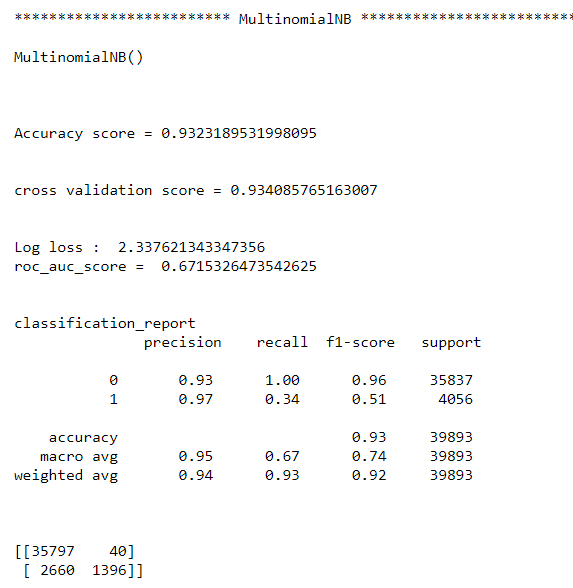 ************************* MultinomialNB *************************
MultinomialNB()
Accuracy score = 0.9323189531998095
cross validation score = 0.934085765163007
Log loss :  2.337621343347356
roc_auc_score =  0.6715326473542625
classification_report
precision    recall  f1-score   support
0       0.93      1.00      0.96     35837
1       0.97      0.34      0.51      4056
accuracy                           0.93     39893
macro avg       0.95      0.67      0.74     39893
weighted avg       0.94      0.93      0.92     39893
[[35797    40]
[ 2660  1396]]